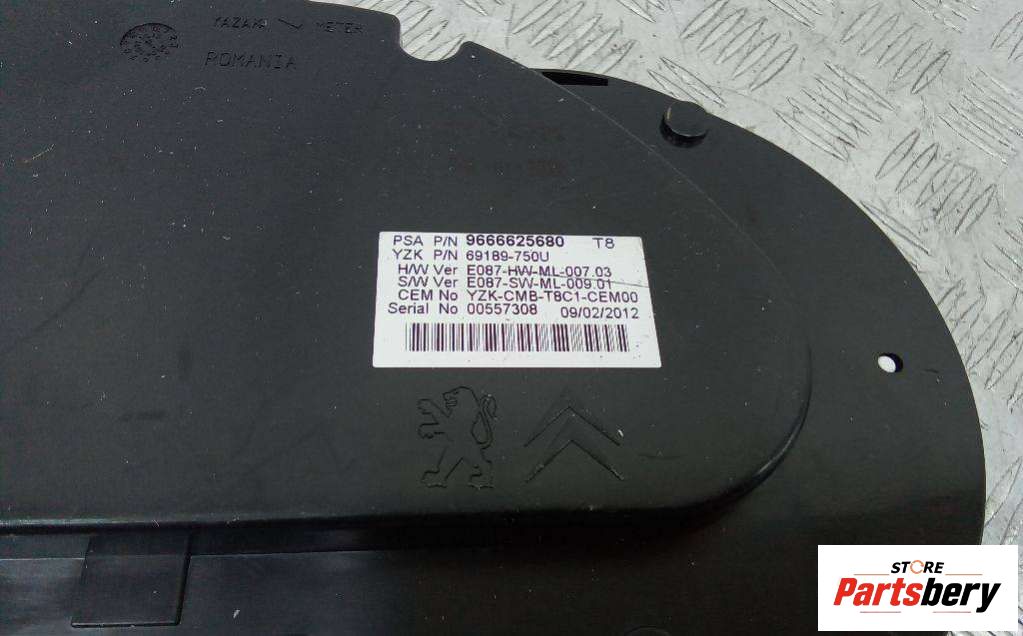 YAZAKI METER
ROMANIA
PSA P/N 9666625680 T8
YZK P/N 69189-750U
H/W Ver E087-HW-ML-007.03
S/W Ver E087-SW-ML-009.01
CEM No YZK-CMB-T8C1-CEM00
Serial No 00557308 09/02/2012
STORE
Partsbery